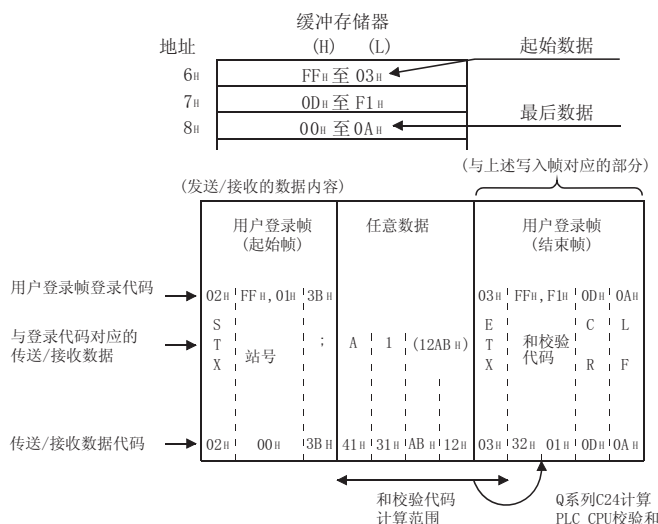 缓冲存储器
地址 (H) (L) 起始数据
6H FFH 至 03H
7H 0DH 至 F1H
8H 00H 至 0AH 最后数据
(与上述写入帧对应的部分)
(发送/接收的数据内容)
用户登录帧 任意数据 用户登录帧
(起始帧) (结束帧)
用户登录帧登录代码 02H FFH,01H 3BH 03H FFH,F1H 0DH 0AH
与登录代码对应的
传送/接收数据
S
T
X
站号 ; A 1 (12ABH)
E
T
X
和校验
代码
C
R
L
F
传送/接收数据代码 02H 00H 3BH 41H 31H ABH 12H 03H 32H 01H 0DH 0AH
和校验代码
计算范围
Q系列C24计算
PLC CPU校验和